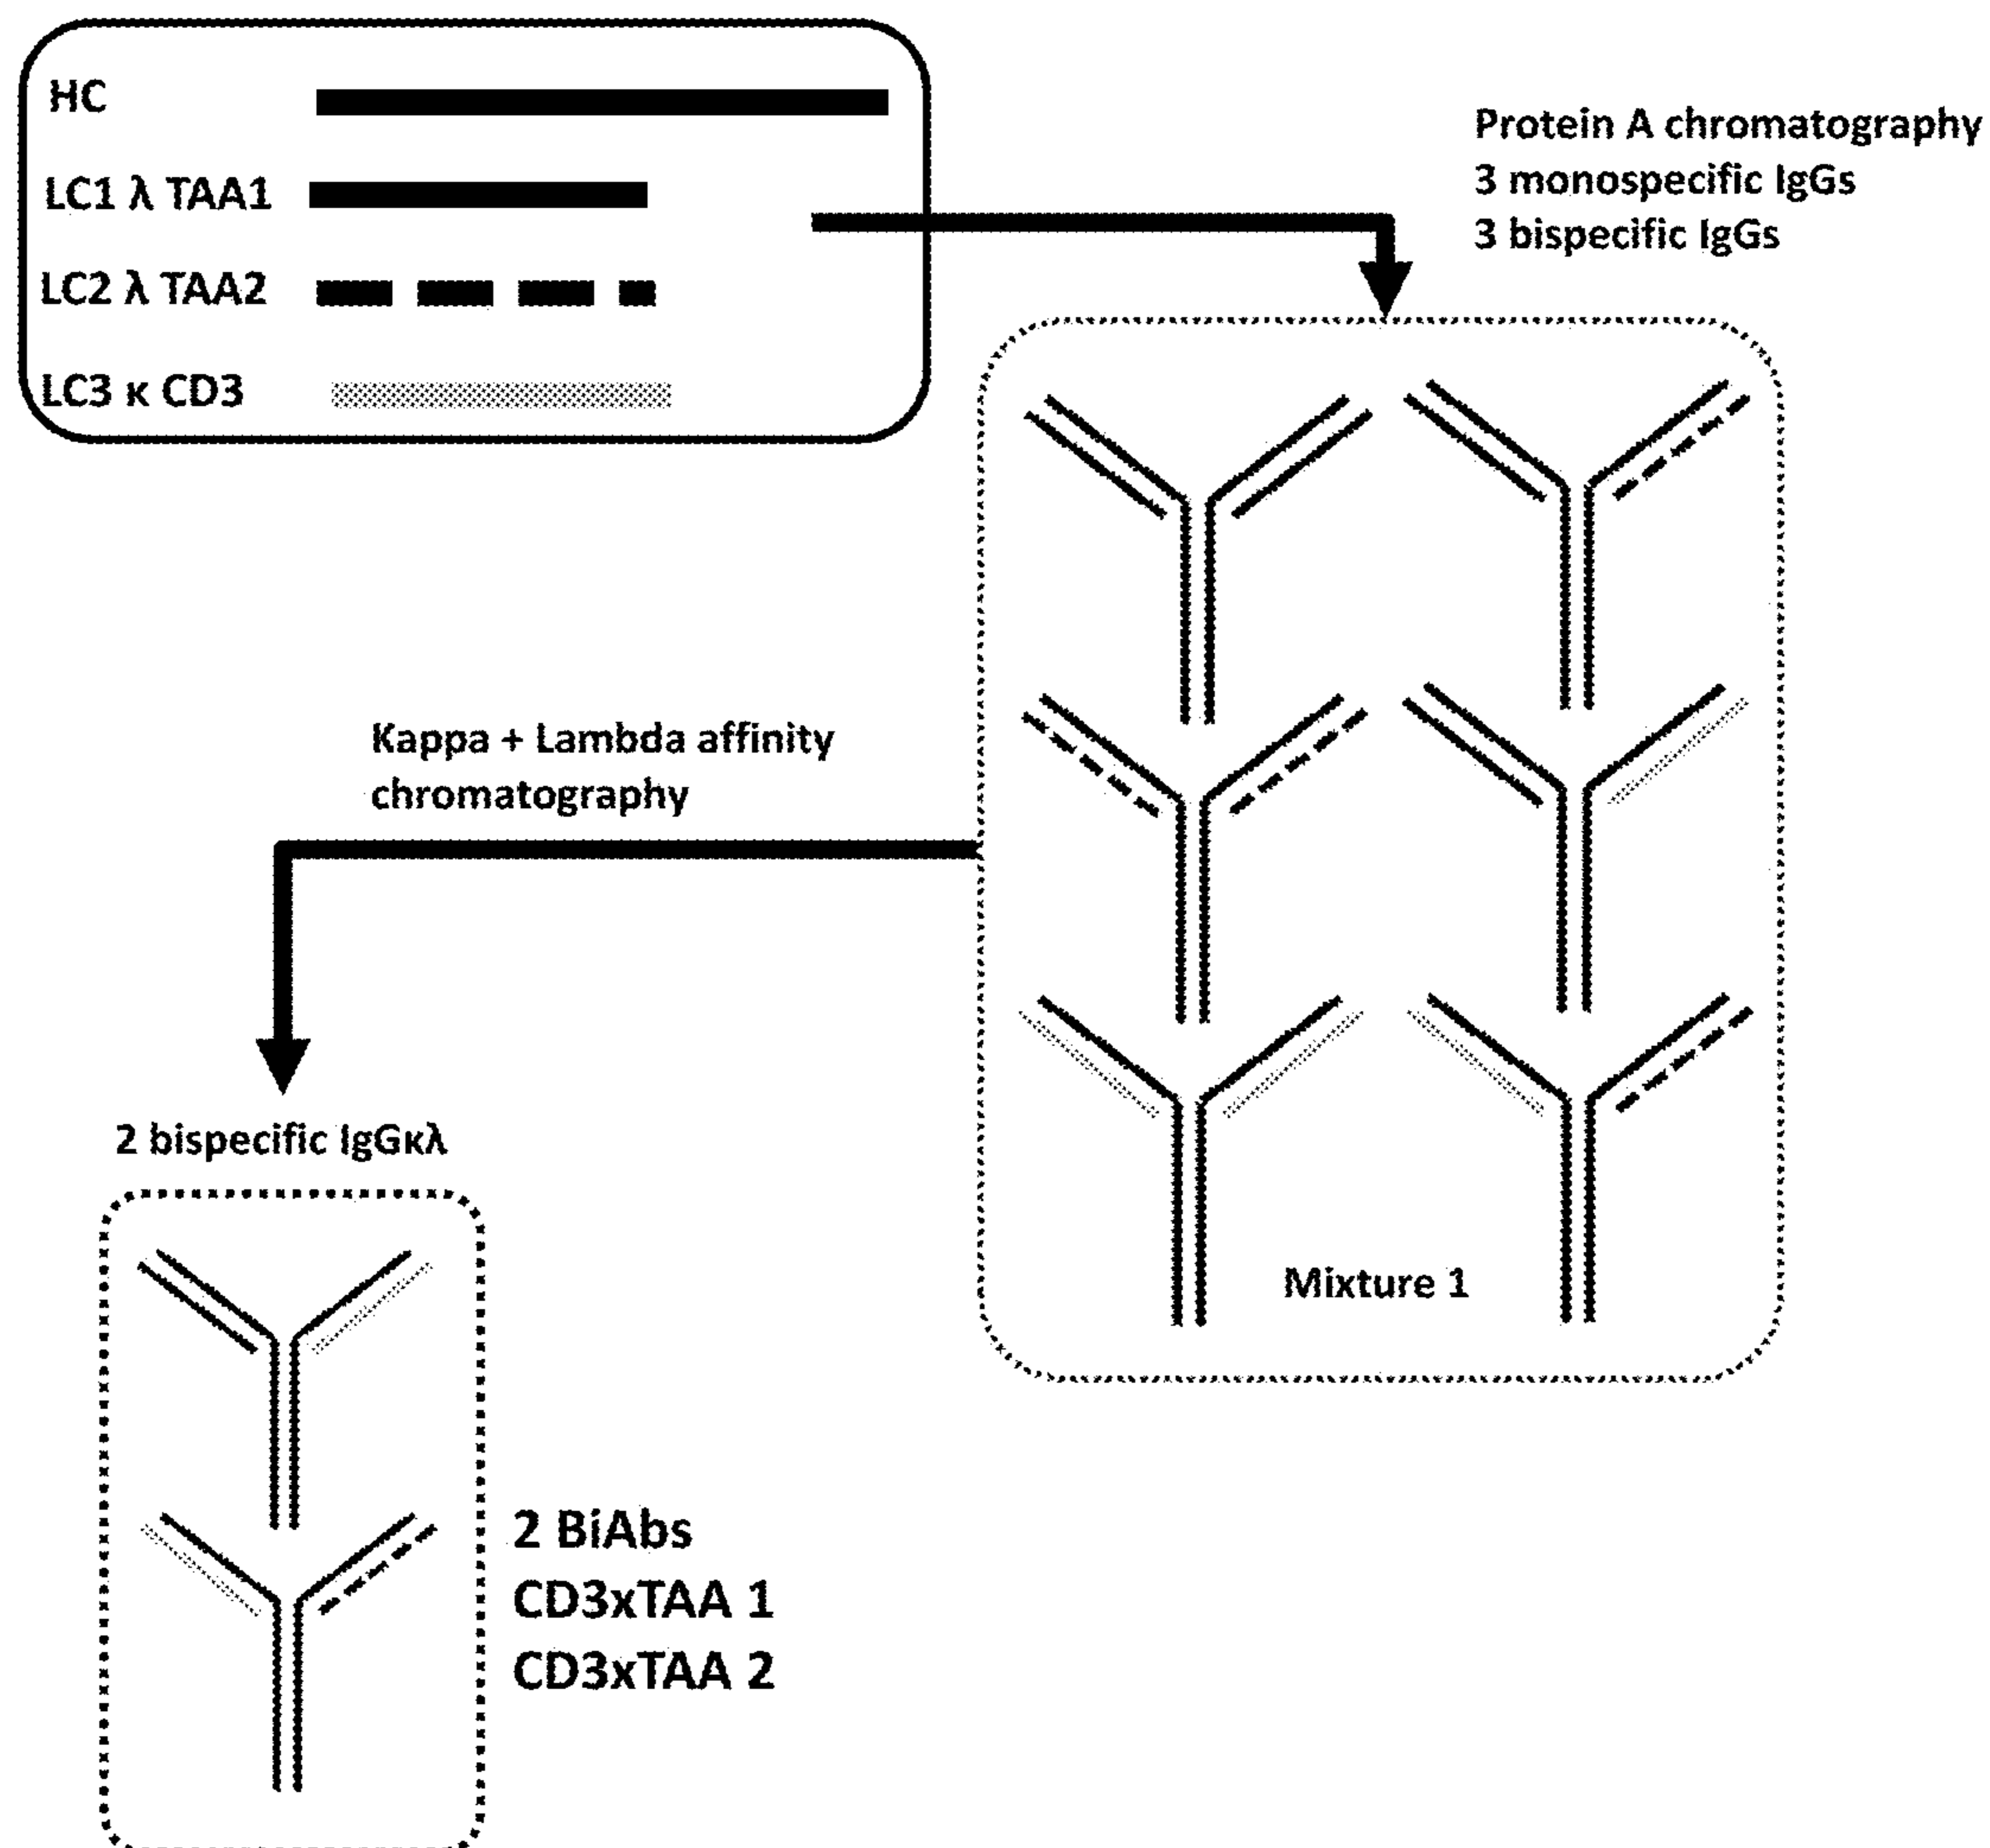 HC
LC1 λ TAA1
LC2 λ TAA2
LC3 κ CD3
Protein A chromatography
3 monospecific IgGs
3 bispecific IgGs
Kappa + Lambda affinity
chromatography
Mixture 1
2 bispecific IgGκλ
2 BiAbs
CD3xTAA 1
CD3xTAA 2